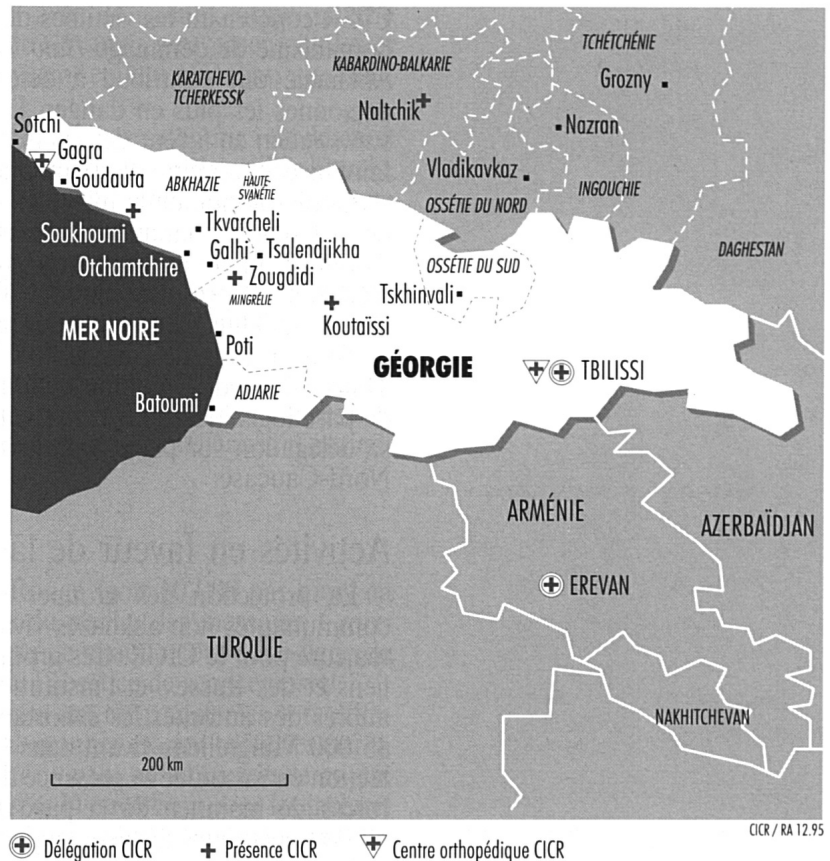 TCHÉTCHÉNIE
KABARDINO-BALKARIE
KARATCHEVO-
TCHERKESSK
Grozny
Naltchik
Sotchi
Nazran
Gagra
Goudauta
ABKHAZIE
HAUTE-
SVANÉTIE
Vladikavkaz
OSSÉTIE DU NORD
INGOUCHIE
Tkvarcheli
Soukhoumi
Galhi
Tsalendjikha
Otchamtchire
OSSÉTIE DU SUD
DAGHESTAN
Zougdidi
MINGRÉLIE
Tskhinvali
Koutaïssi
MER NOIRE
Poti
GÉORGIE
TBILISSI
ADJARIE
Batoumi
ARMÉNIE
AZERBAÏDJAN
EREVAN
TURQUIE
NAKHITCHEVAN
200 km
CICR / RA 12.95
Délégation CICR
Présence CICR
Centre orthopédique CICR